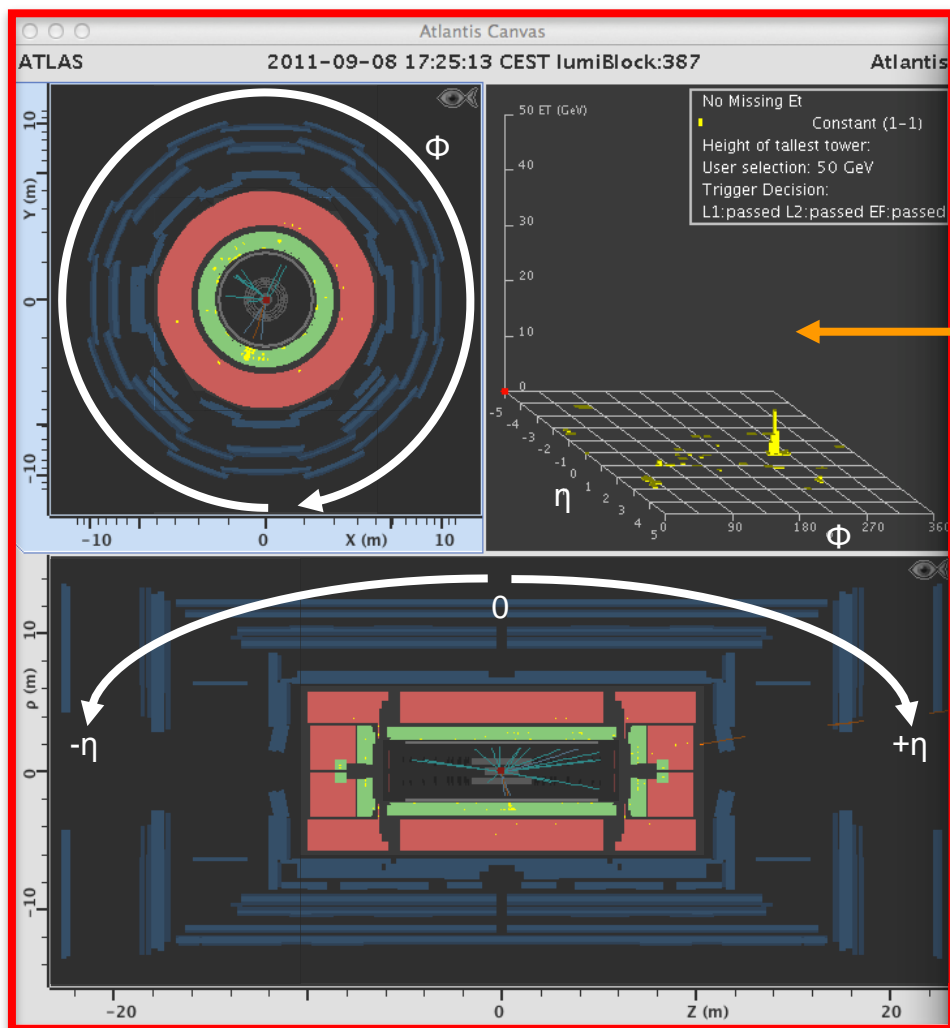 Atlantis Canvas
ATLAS 2011-09-08 17:25:13 CEST lumiBlock:387 Atlantis
10
0
-10
Y (m)
Φ
-10 0 X (m) 10
50 ET (GeV)
40
30
20
10
0
No Missing Et
Constant (1-1)
Height of tallest tower:
User selection: 50 GeV
Trigger Decision:
L1:passed L2:passed EF:passed
-5
-4
-3
-2
-1
0
1
2
3
4
5
η
0 90 180 270 360
Φ
10
0
-10
ρ (m)
0
-η
+η
-20 0 Z (m) 20